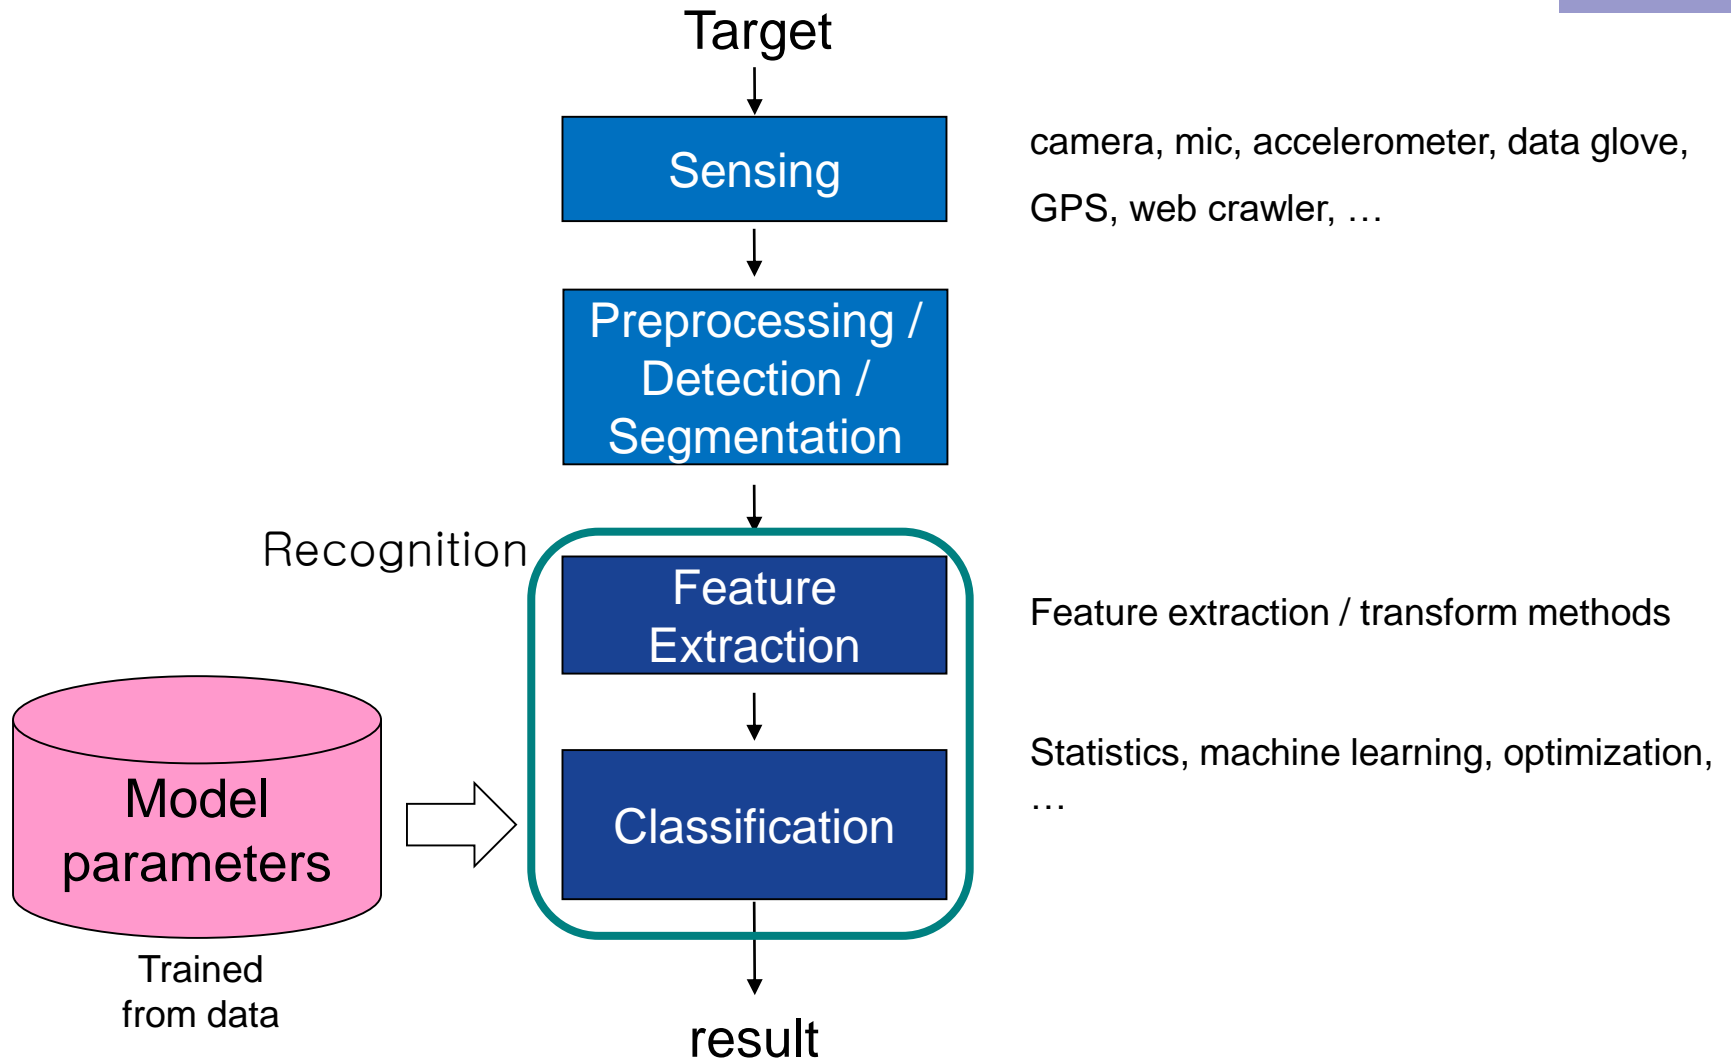 Target
Sensing
camera, mic, accelerometer, data glove,
GPS, web crawler, …
Preprocessing /
Detection /
Segmentation
Recognition
Feature
Extraction
Feature extraction / transform methods
Model
parameters
Classification
Statistics, machine learning, optimization,
…
Trained
from data
result